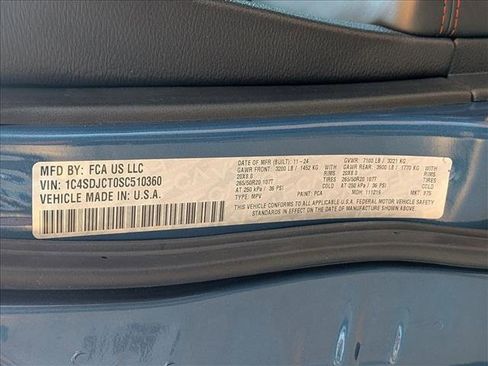 MFD BY: FCA US LLC
VIN: 1C4SDJCT0SC510360
VEHICLE MADE IN: U.S.A.
DATE OF MFR (BUILT): 11-24 GVWR: 7100 LB / 3221 KG
GAWR FRONT: 3200 LB / 1452 KG GAWR REAR: 3900 LB / 1770 KG
20X8.0 RIMS 20X8.0 RIMS
265/50R20 107T TIRES 265/50R20 107T TIRES
AT 250 kPa / 36 PSI COLD AT 250 kPa / 36 PSI COLD
TYPE: MPV PAINT: PCA MDH: 111219 MKT: 975
THIS VEHICLE CONFORMS TO ALL APPLICABLE U.S.A. FEDERAL MOTOR VEHICLE SAFETY
STANDARDS IN EFFECT ON THE DATE OF MANUFACTURE SHOWN ABOVE.